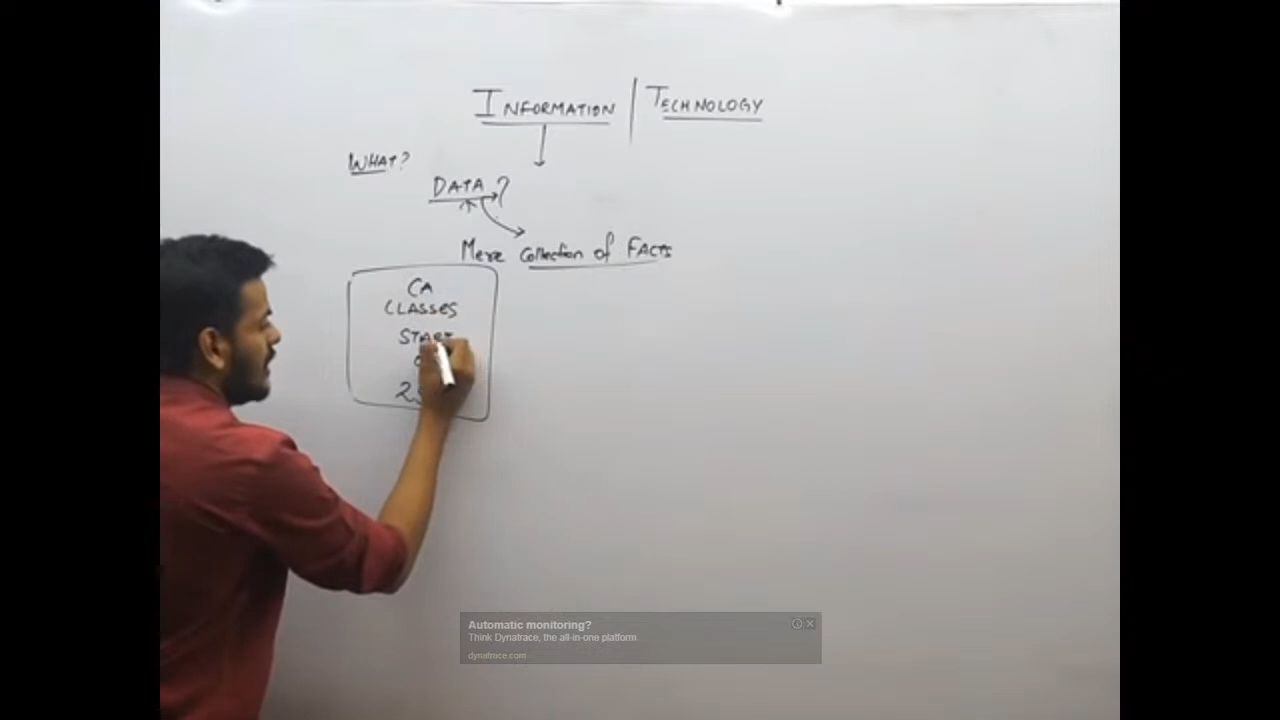 INFORMATION | TECHNOLOGY
WHAT?
DATA?
Mere Collection of FACTS
CA
CLASSES
START
Automatic monitoring?
Think Dynatrace, the all-in-one platform
dynatrace.com